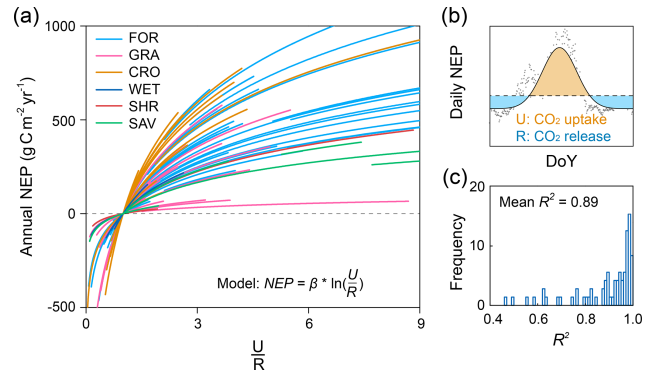 (a)
1000
500
0
-500
Annual NEP (g C m⁻² yr⁻¹)
FOR
GRA
CRO
WET
SHR
SAV
Model: NEP = β * ln(U/R)
0
3
6
9
U/R
(b)
Daily NEP
U: CO₂ uptake
R: CO₂ release
DoY
(c)
20
10
0
Frequency
Mean R² = 0.89
0.4
0.6
0.8
1.0
R²